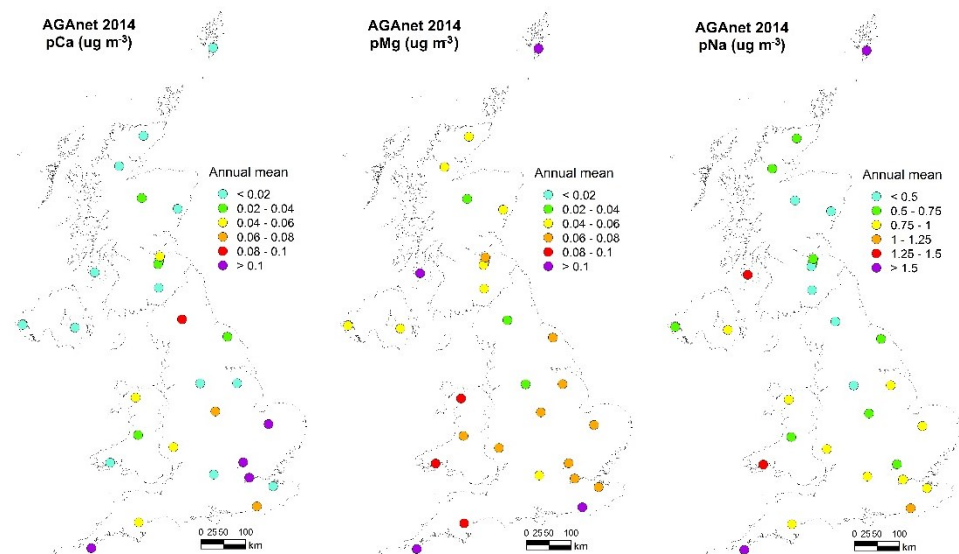 AGAnet 2014
pCa (ug m-3)
Annual mean
< 0.02
0.02 - 0.04
0.04 - 0.06
0.06 - 0.08
0.08 - 0.1
> 0.1
0 25 50 100
km
AGAnet 2014
pMg (ug m-3)
Annual mean
< 0.02
0.02 - 0.04
0.04 - 0.06
0.06 - 0.08
0.08 - 0.1
> 0.1
0 25 50 100
km
AGAnet 2014
pNa (ug m-3)
Annual mean
< 0.5
0.5 - 0.75
0.75 - 1
1 - 1.25
1.25 - 1.5
> 1.5
0 25 50 100
km